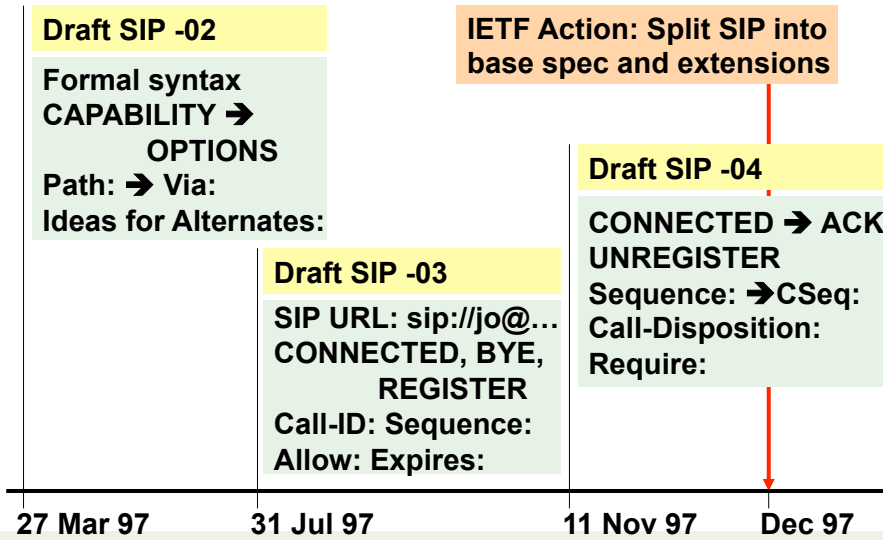 Draft SIP -02
Formal syntax
CAPABILITY ➔
OPTIONS
Path: ➔ Via:
Ideas for Alternates:
Draft SIP -03
SIP URL: sip://jo@…
CONNECTED, BYE,
REGISTER
Call-ID: Sequence:
Allow: Expires:
IETF Action: Split SIP into
base spec and extensions
Draft SIP -04
CONNECTED ➔ ACK
UNREGISTER
Sequence: ➔CSeq:
Call-Disposition:
Require:
27 Mar 97
31 Jul 97
11 Nov 97
Dec 97